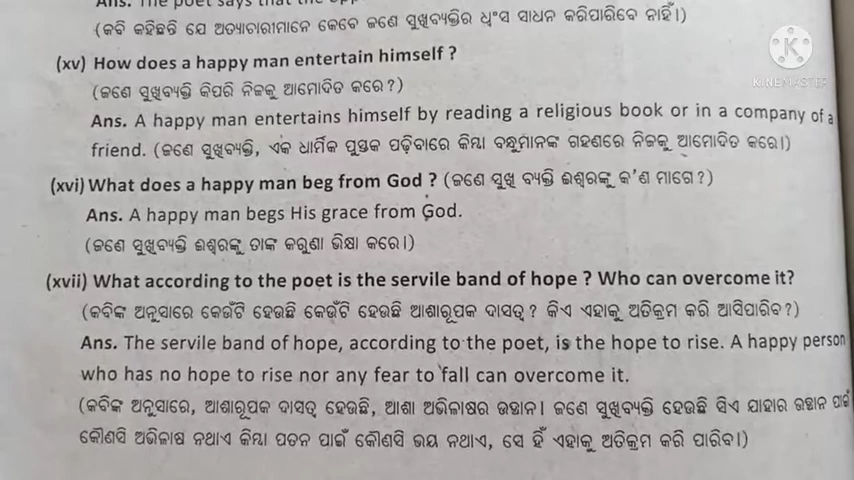 Ans. The poet says that the opp
(କବି କହିଛନ୍ତି ଯେ ଅତ୍ୟାଚାରୀମାନେ କେବେ ଜଣେ ସୁଖିବ୍ୟକ୍ତିର ଧ୍ଵଂସ ସାଧନ କରିପାରିବେ ନାହିଁ।)
(xv) How does a happy man entertain himself ?
(ଜଣେ ସୁଖିବ୍ୟକ୍ତି କିପରି ନିଜକୁ ଆମୋଦିତ କରେ?)
Ans. A happy man entertains himself by reading a religious book or in a company of a
friend. (ଜଣେ ସୁଖିବ୍ୟକ୍ତି, ଏକ ଧାର୍ମିକ ପୁସ୍ତକ ପଢ଼ିବାରେ କିମ୍ବା ବନ୍ଧୁମାନଙ୍କ ଗହଣରେ ନିଜକୁ ଆମୋଦିତ କରେ।)
(xvi) What does a happy man beg from God ? (ଜଣେ ସୁଖି ବ୍ୟକ୍ତି ଈଶ୍ୱରଙ୍କୁ କ'ଣ ମାଗେ?)
Ans. A happy man begs His grace from God.
(ଜଣେ ସୁଖିବ୍ୟକ୍ତି ଈଶ୍ୱରଙ୍କୁ ତାଙ୍କ କରୁଣା ଭିକ୍ଷା କରେ।)
(xvii) What according to the poet is the servile band of hope ? Who can overcome it?
(କବିଙ୍କ ଅନୁସାରେ କେଉଁଟି ହେଉଛି କେଉଁଟି ହେଉଛି ଆଶାରୂପକ ଦାସତ୍ୱ? କିଏ ଏହାକୁ ଅତିକ୍ରମ କରି ଆସିପାରିବ?)
Ans. The servile band of hope, according to the poet, is the hope to rise. A happy person
who has no hope to rise nor any fear to fall can overcome it.
(କବିଙ୍କ ଅନୁସାରେ, ଆଶାରୂପକ ଦାସତ୍ୱ ହେଉଛି, ଆଶା ଅଭିଳାଷର ଉତ୍ଥାନ। ଜଣେ ସୁଖିବ୍ୟକ୍ତି ହେଉଛି ସିଏ ଯାହାର ଉତ୍ଥାନ ପାଇଁ
କୌଣସି ଅଭିଳାଷ ନଥାଏ କିମ୍ବା ପତନ ପାଇଁ କୌଣସି ଭୟ ନଥାଏ, ସେ ହିଁ ଏହାକୁ ଅତିକ୍ରମ କରି ପାରିବ।)
KINEMASTER